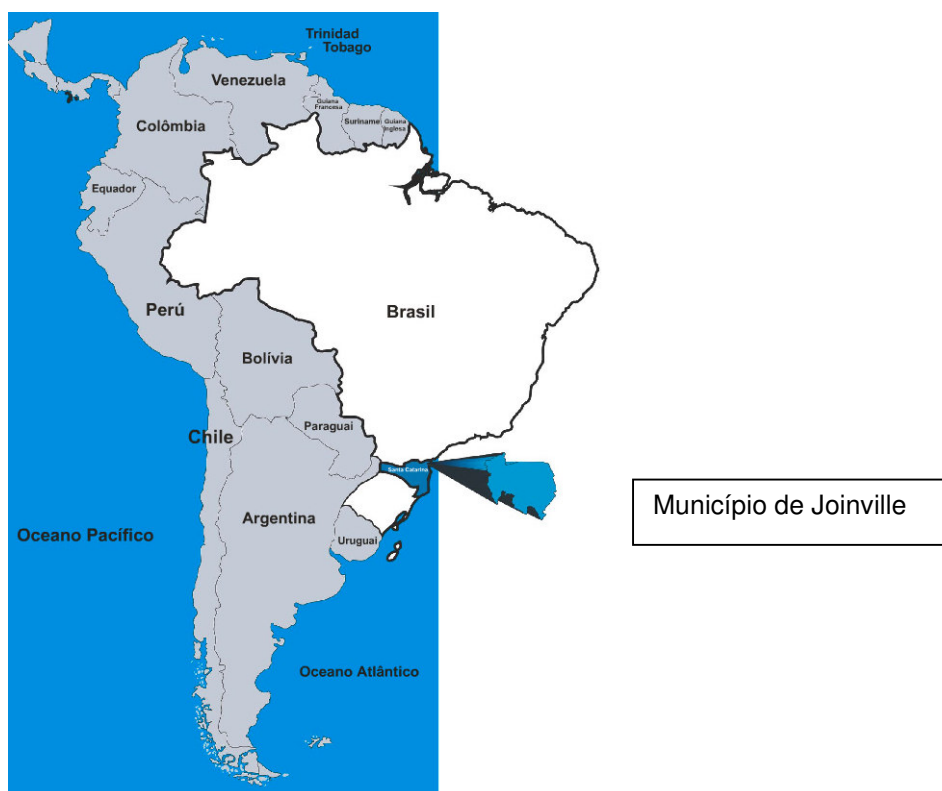 Trinidad
Tobago
Venezuela
Guiana
Francesa
Suriname
Guiana
Inglesa
Colômbia
Equador
Perú
Brasil
Bolívia
Paraguai
Chile
Santa Catarina
Município de Joinville
Argentina
Oceano Pacífico
Uruguai
Oceano Atlântico